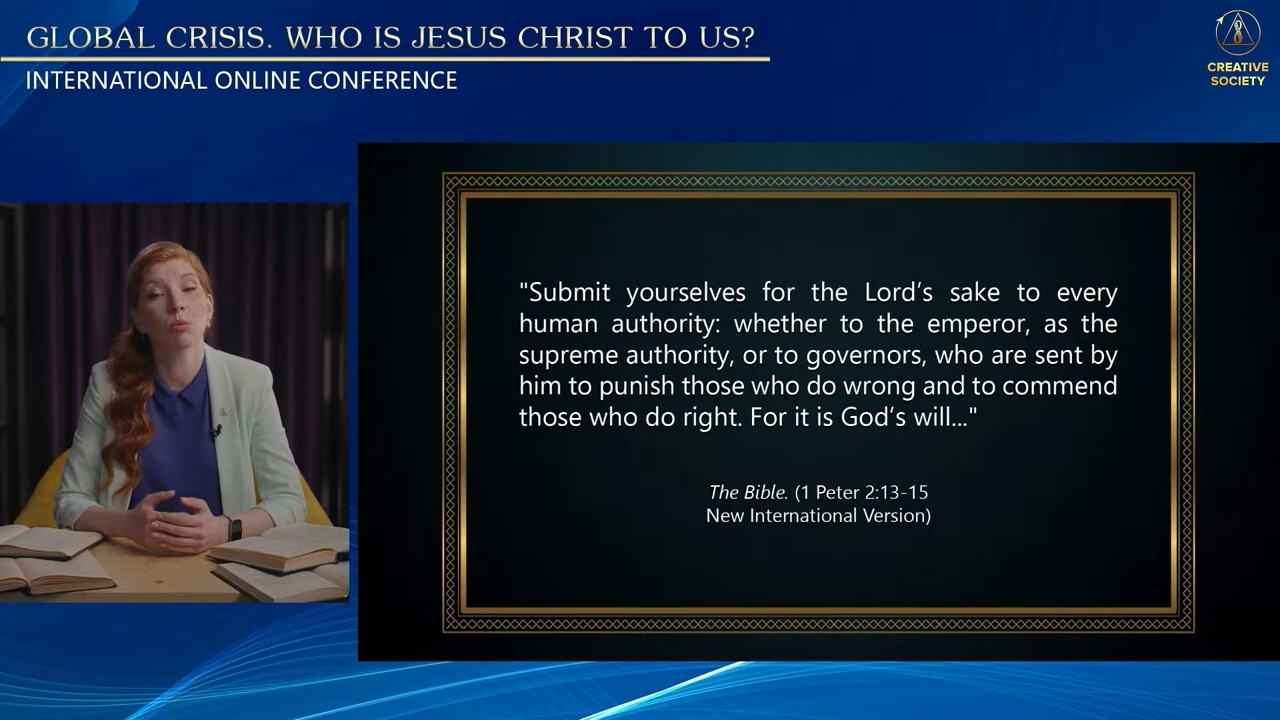 GLOBAL CRISIS. WHO IS JESUS CHRIST TO US?
INTERNATIONAL ONLINE CONFERENCE
CREATIVE
SOCIETY
"Submit yourselves for the Lord’s sake to every
human authority: whether to the emperor, as the
supreme authority, or to governors, who are sent by
him to punish those who do wrong and to commend
those who do right. For it is God’s will..."
The Bible. (1 Peter 2:13-15
New International Version)